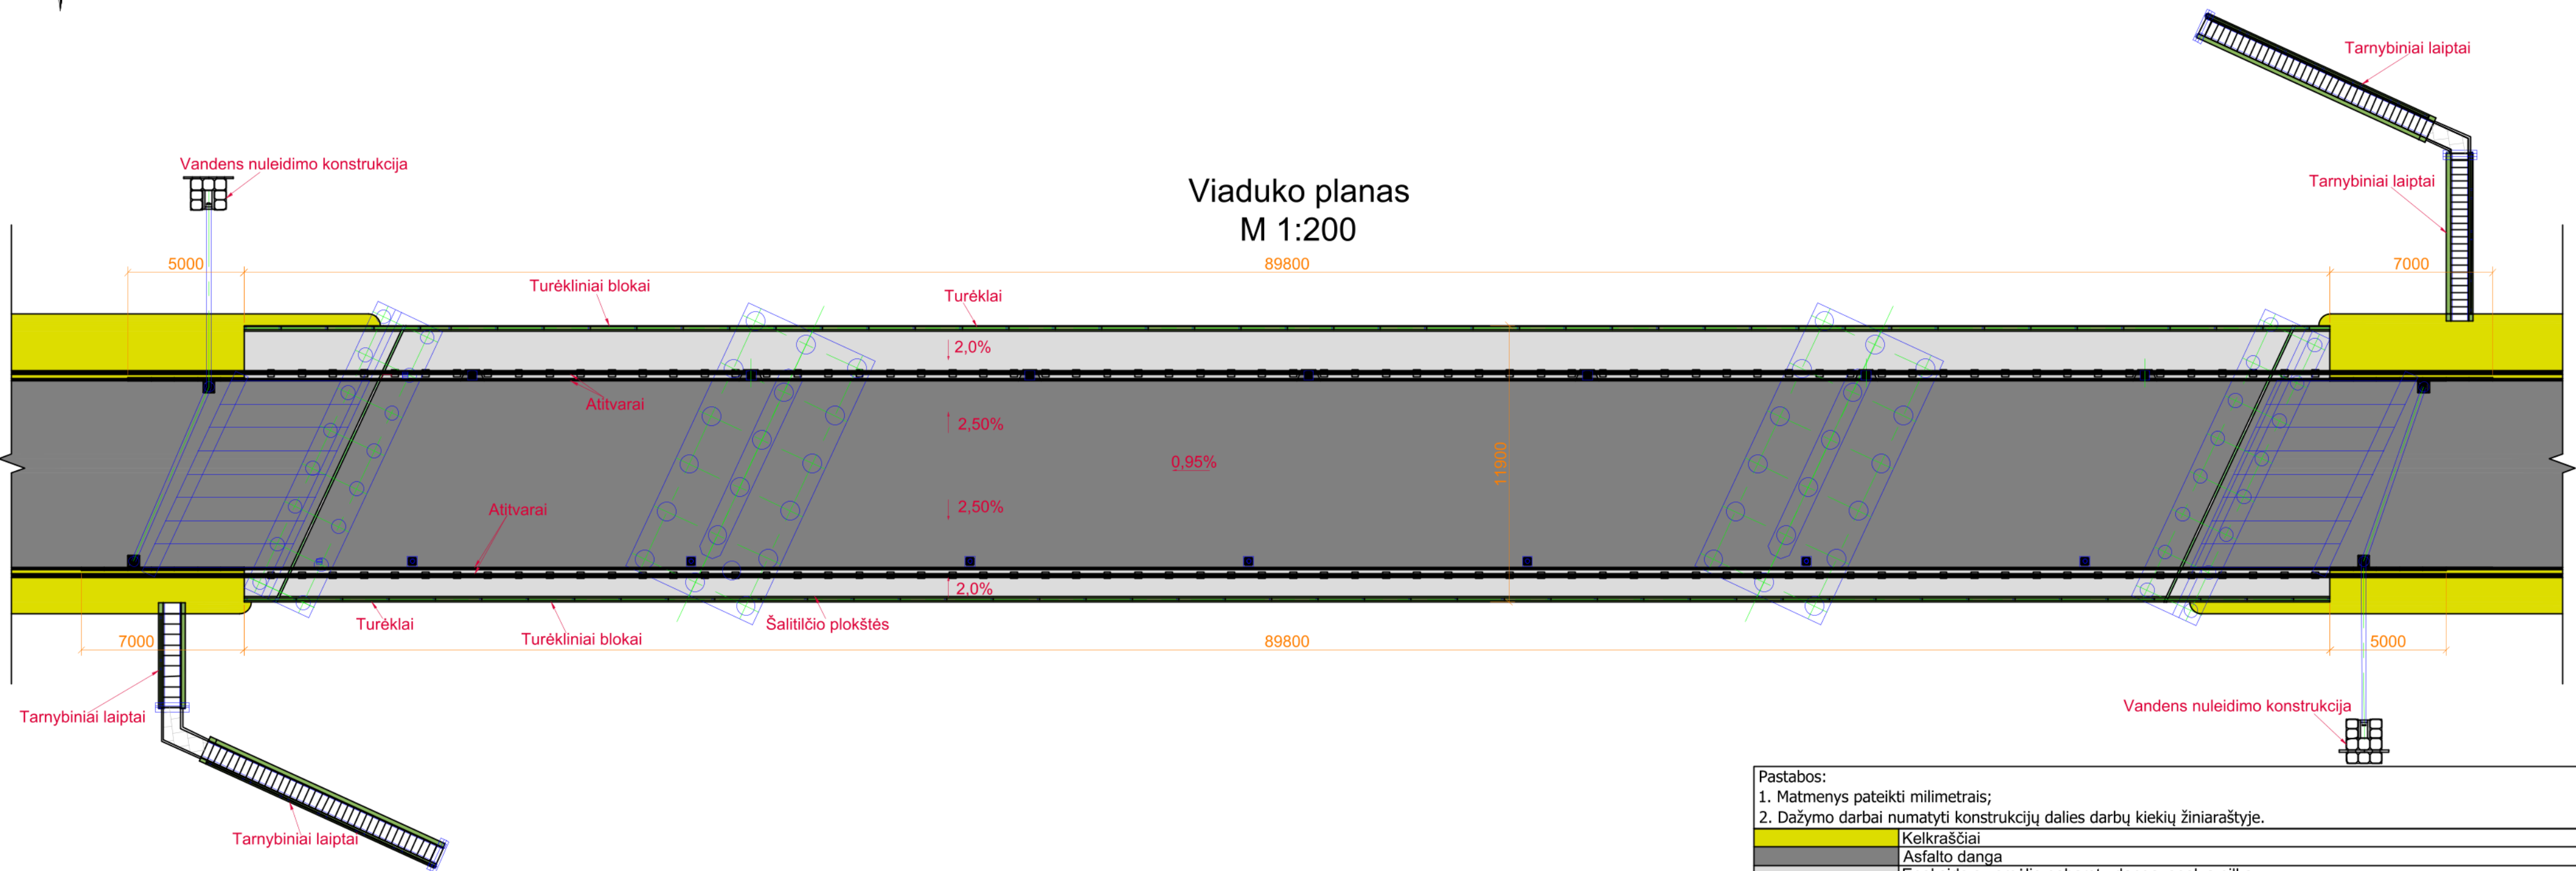 Tarnybiniai laiptai
Vandens nuleidimo konstrukcija
Tarnybiniai laiptai
Viaduko planas
M 1:200
5000
89800
7000
Turėkliniai blokai
Turėklai
2,0%
Atitvarai
2,50%
0,95%
11900
Atitvarai
2,50%
2,0%
Turėklai
Turėkliniai blokai
Šalitilčio plokštės
7000
89800
5000
Tarnybiniai laiptai
Vandens nuleidimo konstrukcija
Tarnybiniai laiptai
Pastabos:
1. Matmenys pateikti milimetrais;
2. Dažymo darbai numatyti konstrukcijų dalies darbų kiekių žiniaraštyje.
Kelkraščiai
Asfalto danga